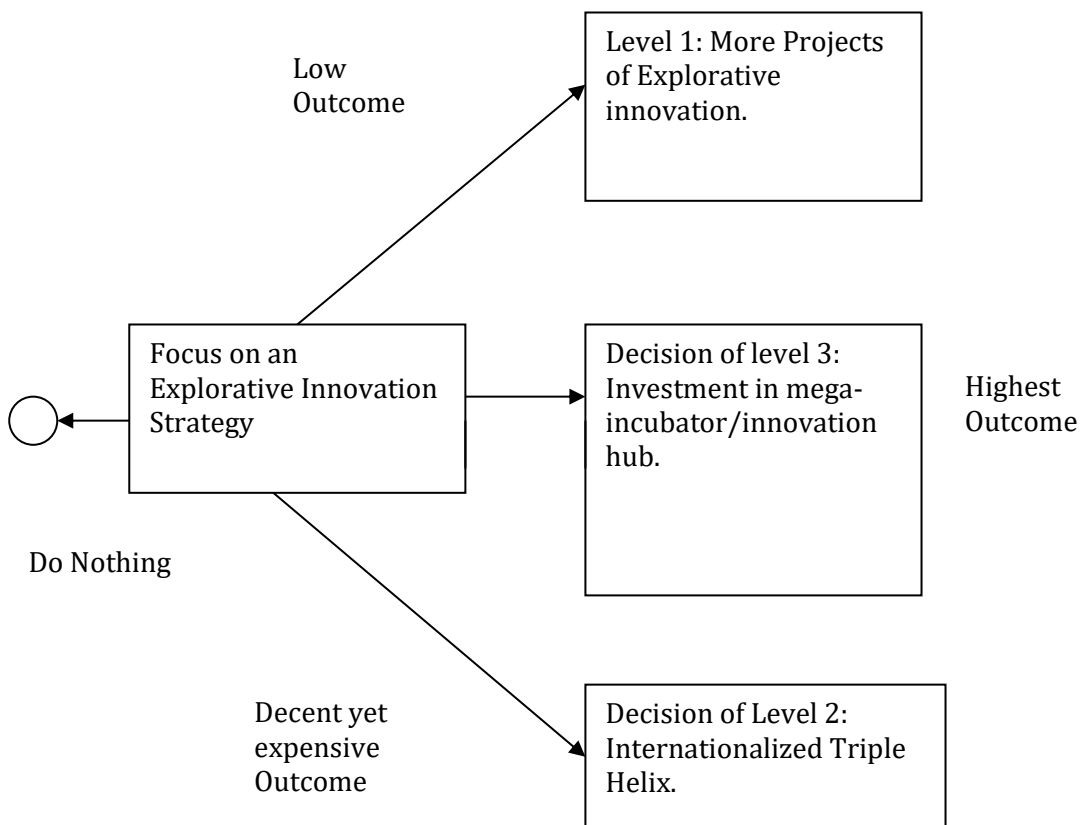 Low
Outcome
Level 1: More Projects
of Explorative
innovation.
Focus on an
Explorative Innovation
Strategy
Decision of level 3:
Investment in mega-
incubator/innovation
hub.
Highest
Outcome
Do Nothing
Decent yet
expensive
Outcome
Decision of Level 2:
Internationalized Triple
Helix.